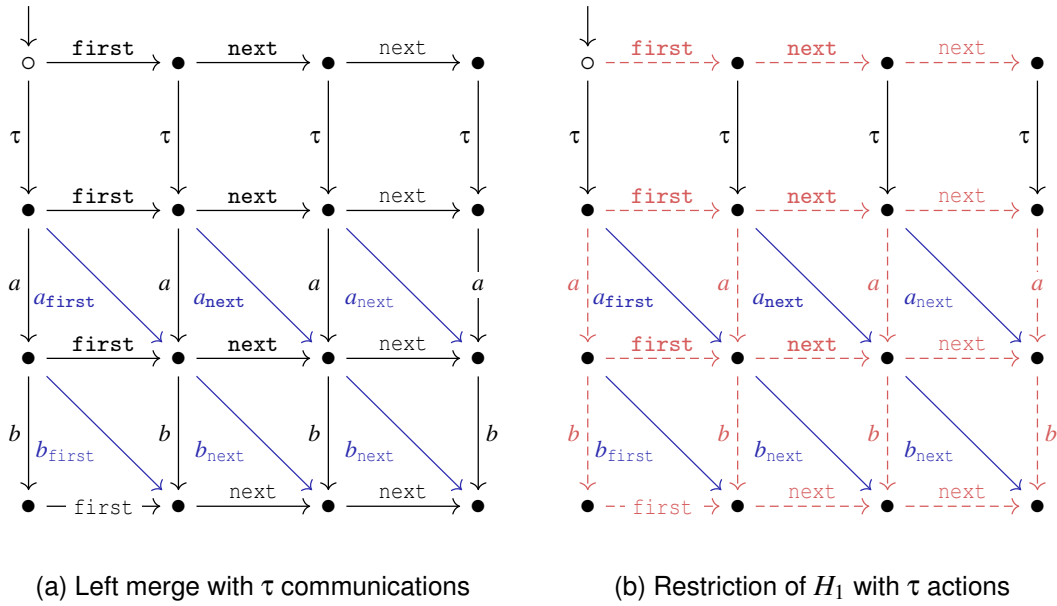 first next next first next next
τ τ τ τ τ τ τ τ
first next next first next next
a a a a a a a a
a_first a_next a_next a_first a_next a_next
first next next first next next
b b b b b b b b
b_first b_next b_next b_first b_next b_next
first next next first next next
(a) Left merge with τ communications (b) Restriction of H₁ with τ actions